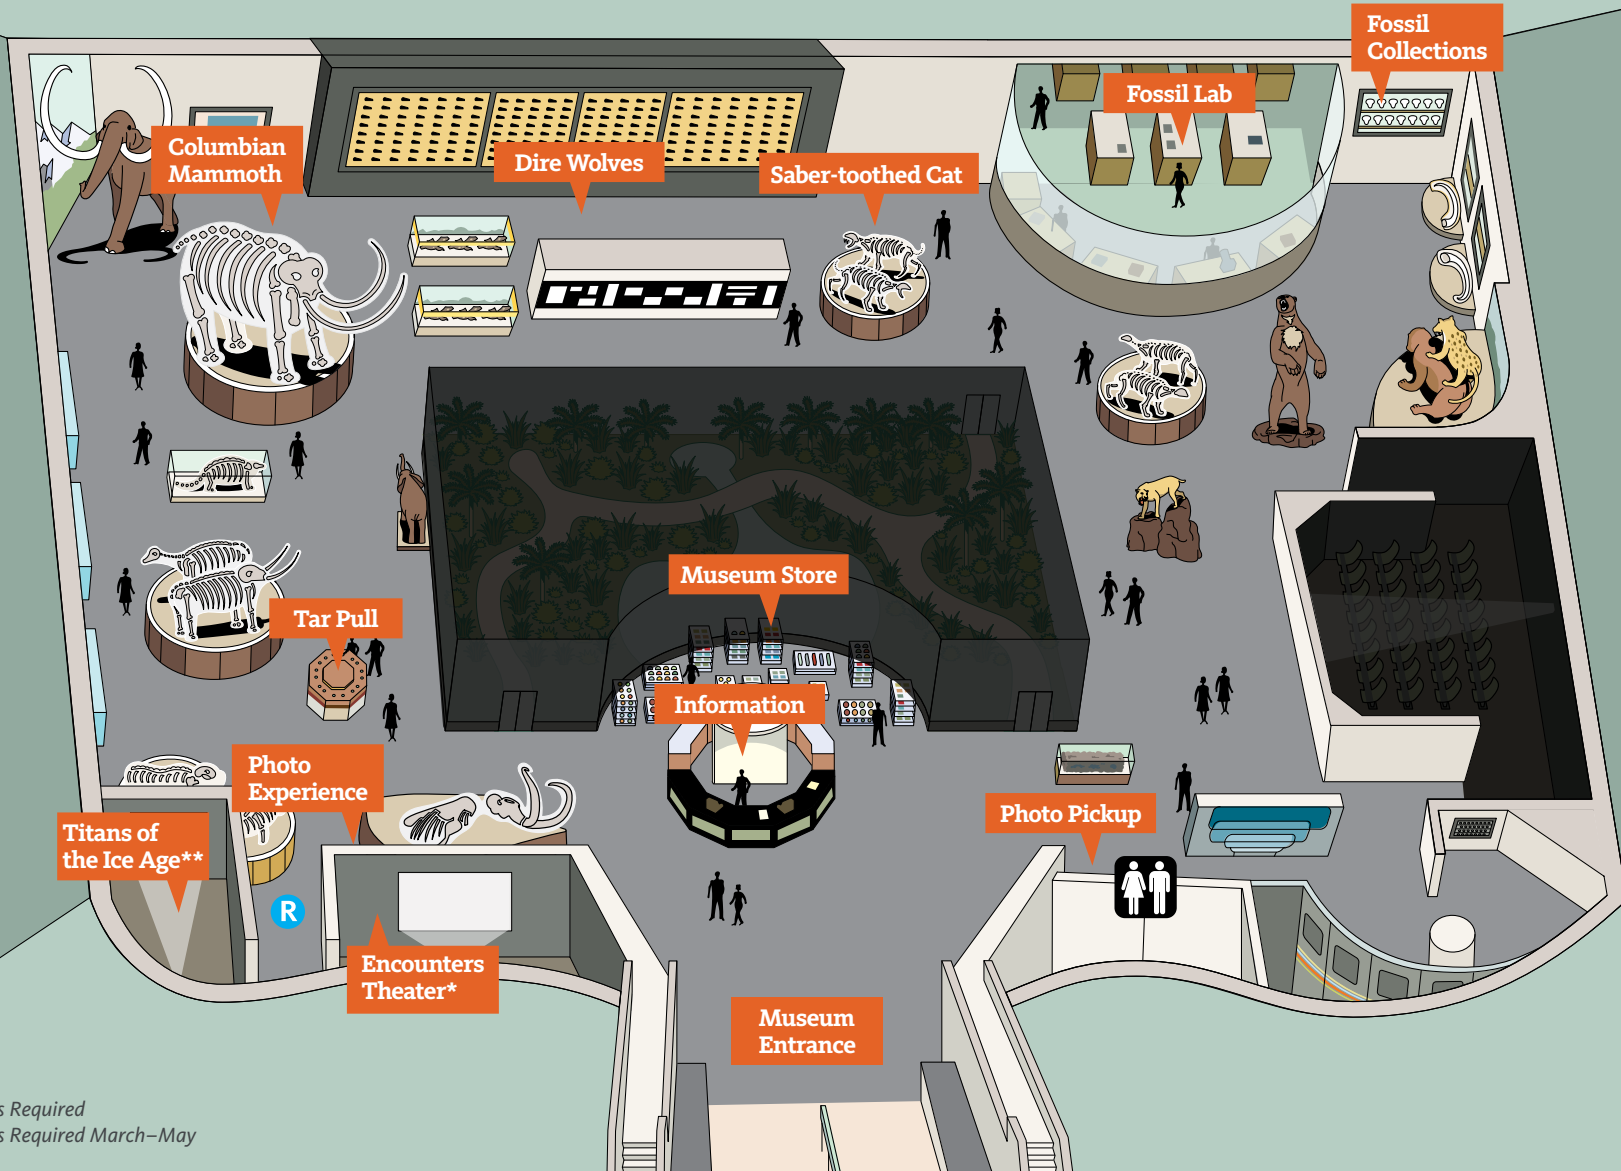 Fossil
Collections
Fossil Lab
Columbian
Mammoth
Dire Wolves
Saber-toothed Cat
Museum Store
Tar Pull
Information
Photo
Experience
Photo Pickup
Titans of
the Ice Age**
R
Encounters
Theater*
Museum
Entrance
s Required
s Required March–May